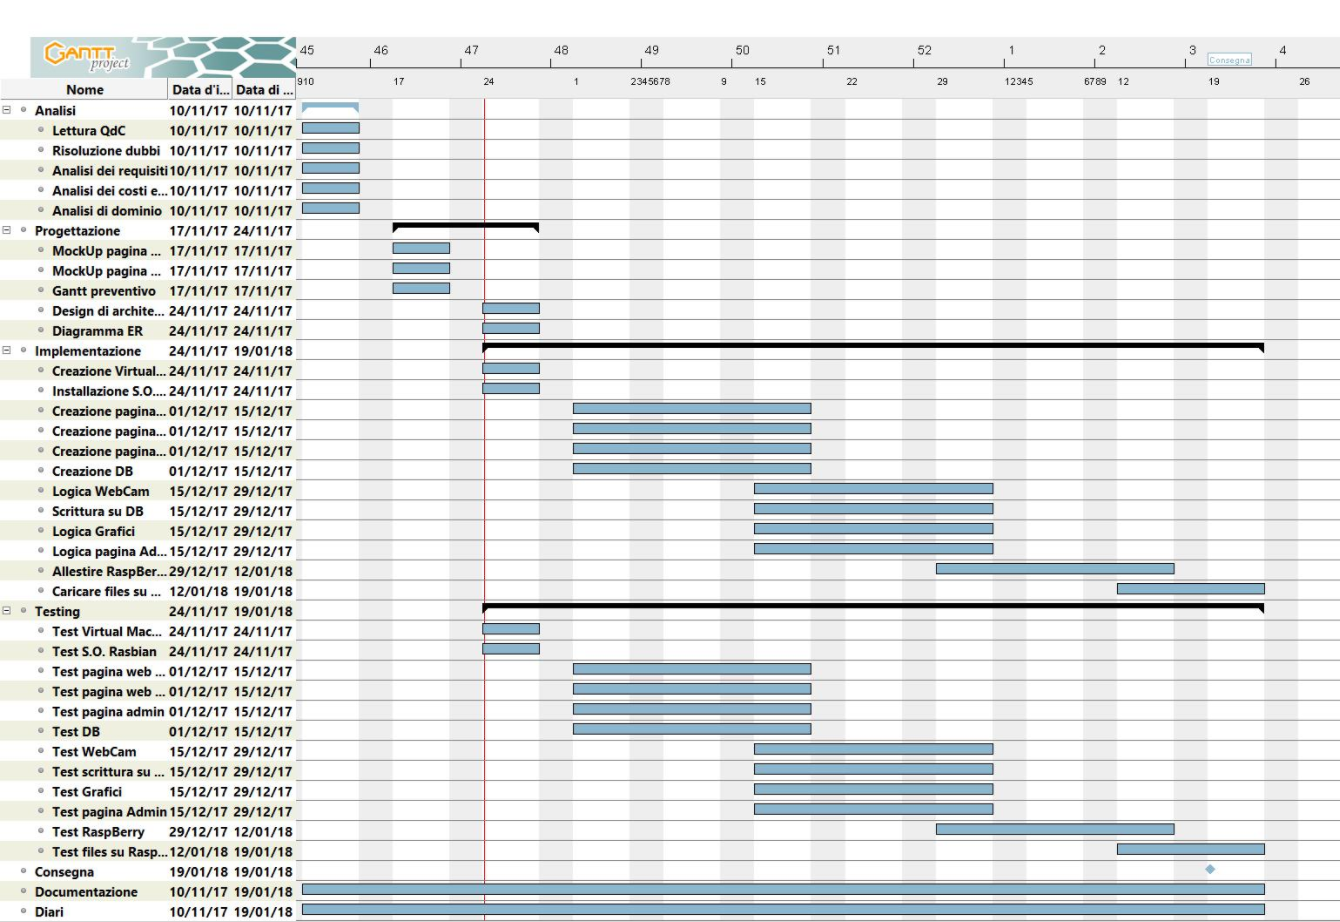 GANTT
project
45 46 47 48 49 50 51 52 1 2 3 4
Consegna
Nome Data d'i... Data di ...
910 17 24 1 2345678 9 15 22 29 12345 6789 12 19 26
Analisi 10/11/17 10/11/17
Lettura QdC 10/11/17 10/11/17
Risoluzione dubbi 10/11/17 10/11/17
Analisi dei requisiti 10/11/17 10/11/17
Analisi dei costi e... 10/11/17 10/11/17
Analisi di dominio 10/11/17 10/11/17
Progettazione 17/11/17 24/11/17
MockUp pagina ... 17/11/17 17/11/17
MockUp pagina ... 17/11/17 17/11/17
Gantt preventivo 17/11/17 17/11/17
Design di archite... 24/11/17 24/11/17
Diagramma ER 24/11/17 24/11/17
Implementazione 24/11/17 19/01/18
Creazione Virtual... 24/11/17 24/11/17
Installazione S.O.... 24/11/17 24/11/17
Creazione pagina... 01/12/17 15/12/17
Creazione pagina... 01/12/17 15/12/17
Creazione pagina... 01/12/17 15/12/17
Creazione DB 01/12/17 15/12/17
Logica WebCam 15/12/17 29/12/17
Scrittura su DB 15/12/17 29/12/17
Logica Grafici 15/12/17 29/12/17
Logica pagina Ad... 15/12/17 29/12/17
Allestire RaspBer... 29/12/17 12/01/18
Caricare files su ... 12/01/18 19/01/18
Testing 24/11/17 19/01/18
Test Virtual Mac... 24/11/17 24/11/17
Test S.O. Rasbian 24/11/17 24/11/17
Test pagina web ... 01/12/17 15/12/17
Test pagina web ... 01/12/17 15/12/17
Test pagina admin 01/12/17 15/12/17
Test DB 01/12/17 15/12/17
Test WebCam 15/12/17 29/12/17
Test scrittura su ... 15/12/17 29/12/17
Test Grafici 15/12/17 29/12/17
Test pagina Admin 15/12/17 29/12/17
Test RaspBerry 29/12/17 12/01/18
Test files su Rasp... 12/01/18 19/01/18
Consegna 19/01/18 19/01/18
Documentazione 10/11/17 19/01/18
Diari 10/11/17 19/01/18